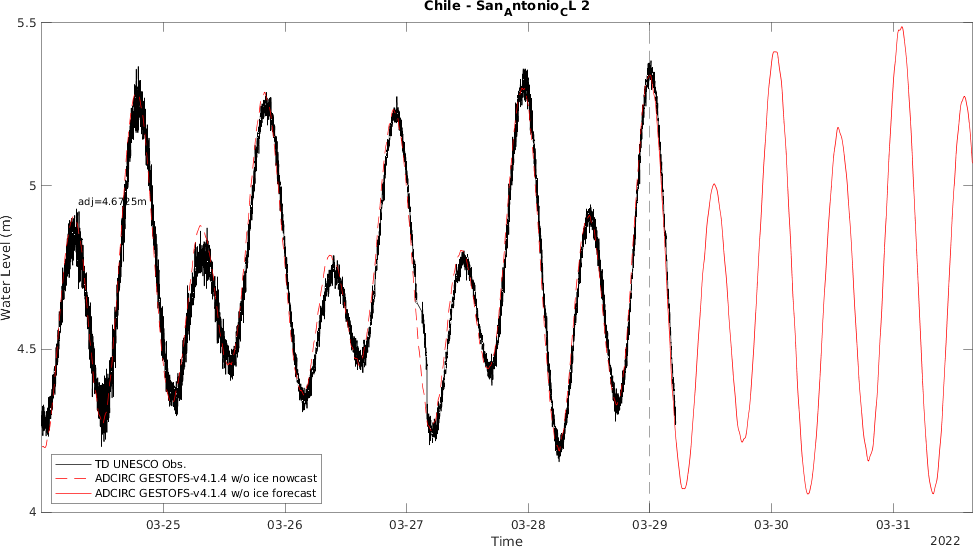 Chile - SanAntonioCL 2
5.5
5
4.5
4
Water Level (m)
adj=4.6725m
TD UNESCO Obs.
ADCIRC GESTOFS-v4.1.4 w/o ice nowcast
ADCIRC GESTOFS-v4.1.4 w/o ice forecast
03-25 03-26 03-27 03-28 03-29 03-30 03-31
Time
2022